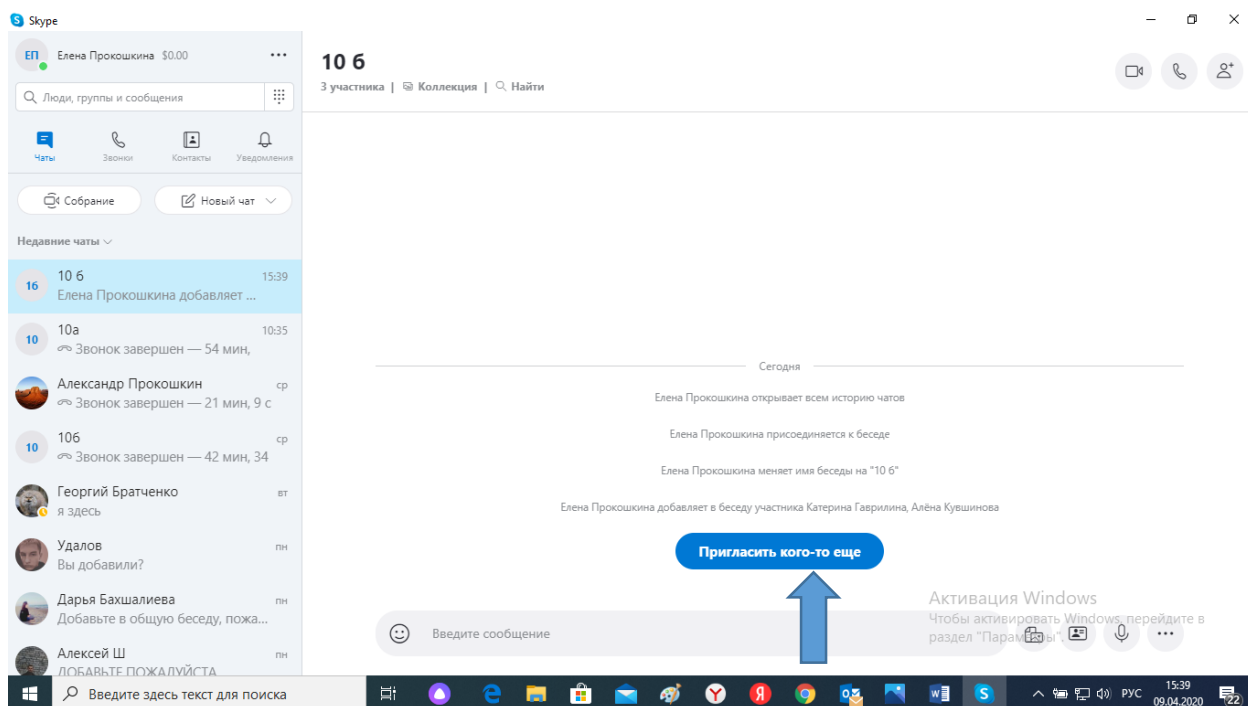 Skype
ЕП Елена Прокошкина $0.00
Люди, группы и сообщения
Чаты Звонки Контакты Уведомления
Собрание Новый чат
Недавние чаты
16 10 б 15:39
Елена Прокошкина добавляет ...
10 10а 10:35
Звонок завершен — 54 мин,
Александр Прокошкин ср
Звонок завершен — 21 мин, 9 с
10 10б ср
Звонок завершен — 42 мин, 34
Георгий Братченко вт
я здесь
Удалов пн
Вы добавили?
Дарья Бахшалиева пн
Добавьте в общую беседу, пожа...
Алексей Ш пн
ДОБАВЬТЕ ПОЖАЛУЙСТА
10 б
3 участника | Коллекция | Найти
Сегодня
Елена Прокошкина открывает всем историю чатов
Елена Прокошкина присоединяется к беседе
Елена Прокошкина меняет имя беседы на "10 б"
Елена Прокошкина добавляет в беседу участника Катерина Гаврилина, Алёна Кувшинова
Пригласить кого-то еще
Введите сообщение
Активация Windows
Чтобы активировать Windows, перейдите в
раздел "Параметры".
Введите здесь текст для поиска
РУС 15:39
09.04.2020 22